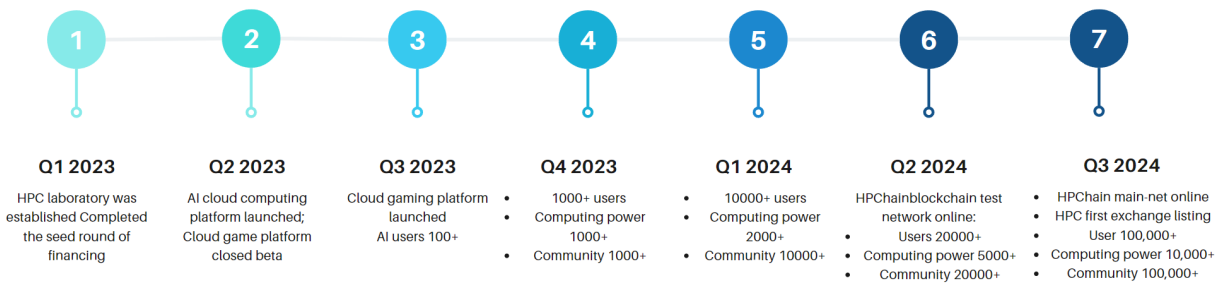 1
2
3
4
5
6
7
Q1 2023
HPC laboratory was
established Completed
the seed round of
financing
Q2 2023
AI cloud computing
platform launched;
Cloud game platform
closed beta
Q3 2023
Cloud gaming platform
launched
AI users 100+
Q4 2023
• 1000+ users
• Computing power
1000+
• Community 1000+
Q1 2024
• 10000+ users
• Computing power
2000+
• Community 10000+
Q2 2024
HPChainblockchain test
network online:
• Users 20000+
• Computing power 5000+
• Community 20000+
Q3 2024
• HPChain main-net online
• HPC first exchange listing
• User 100,000+
• Computing power 10,000+
• Community 100,000+